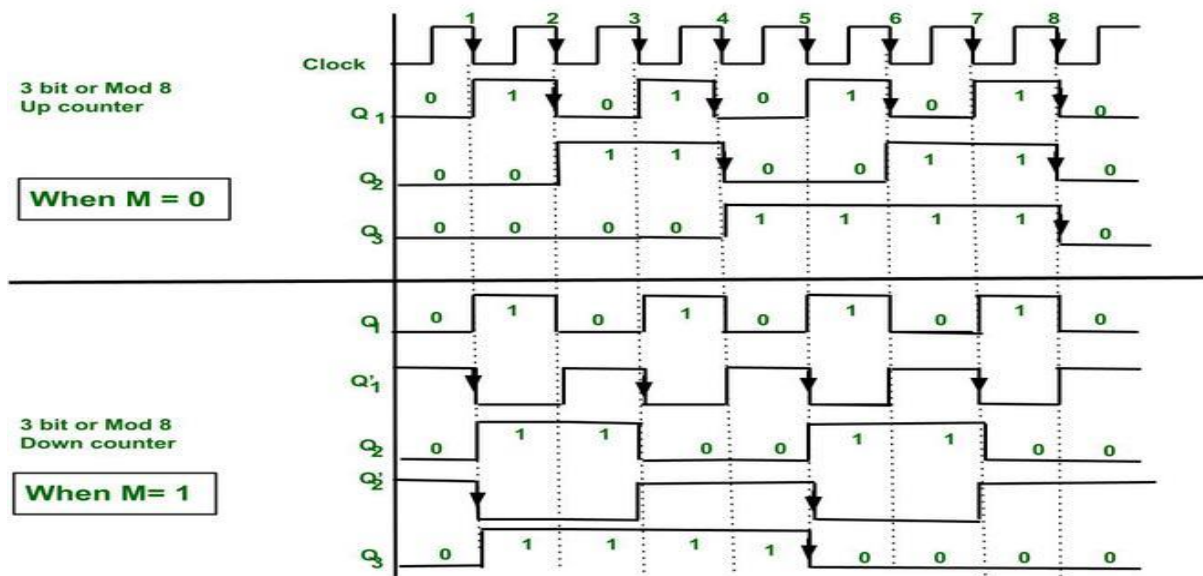 1 2 3 4 5 6 7 8
Clock
3 bit or Mod 8
Up counter
Q1 0 1 0 1 0 1 0 1 0
Q2 0 0 1 1 0 0 1 1 0
When M = 0
Q3 0 0 0 0 1 1 1 1 0
Q1 0 1 0 1 0 1 0 1 0
Q'1
3 bit or Mod 8
Down counter
Q2 0 1 1 0 0 1 1 0 0
Q'2
When M= 1
Q3 0 1 1 1 1 0 0 0 0